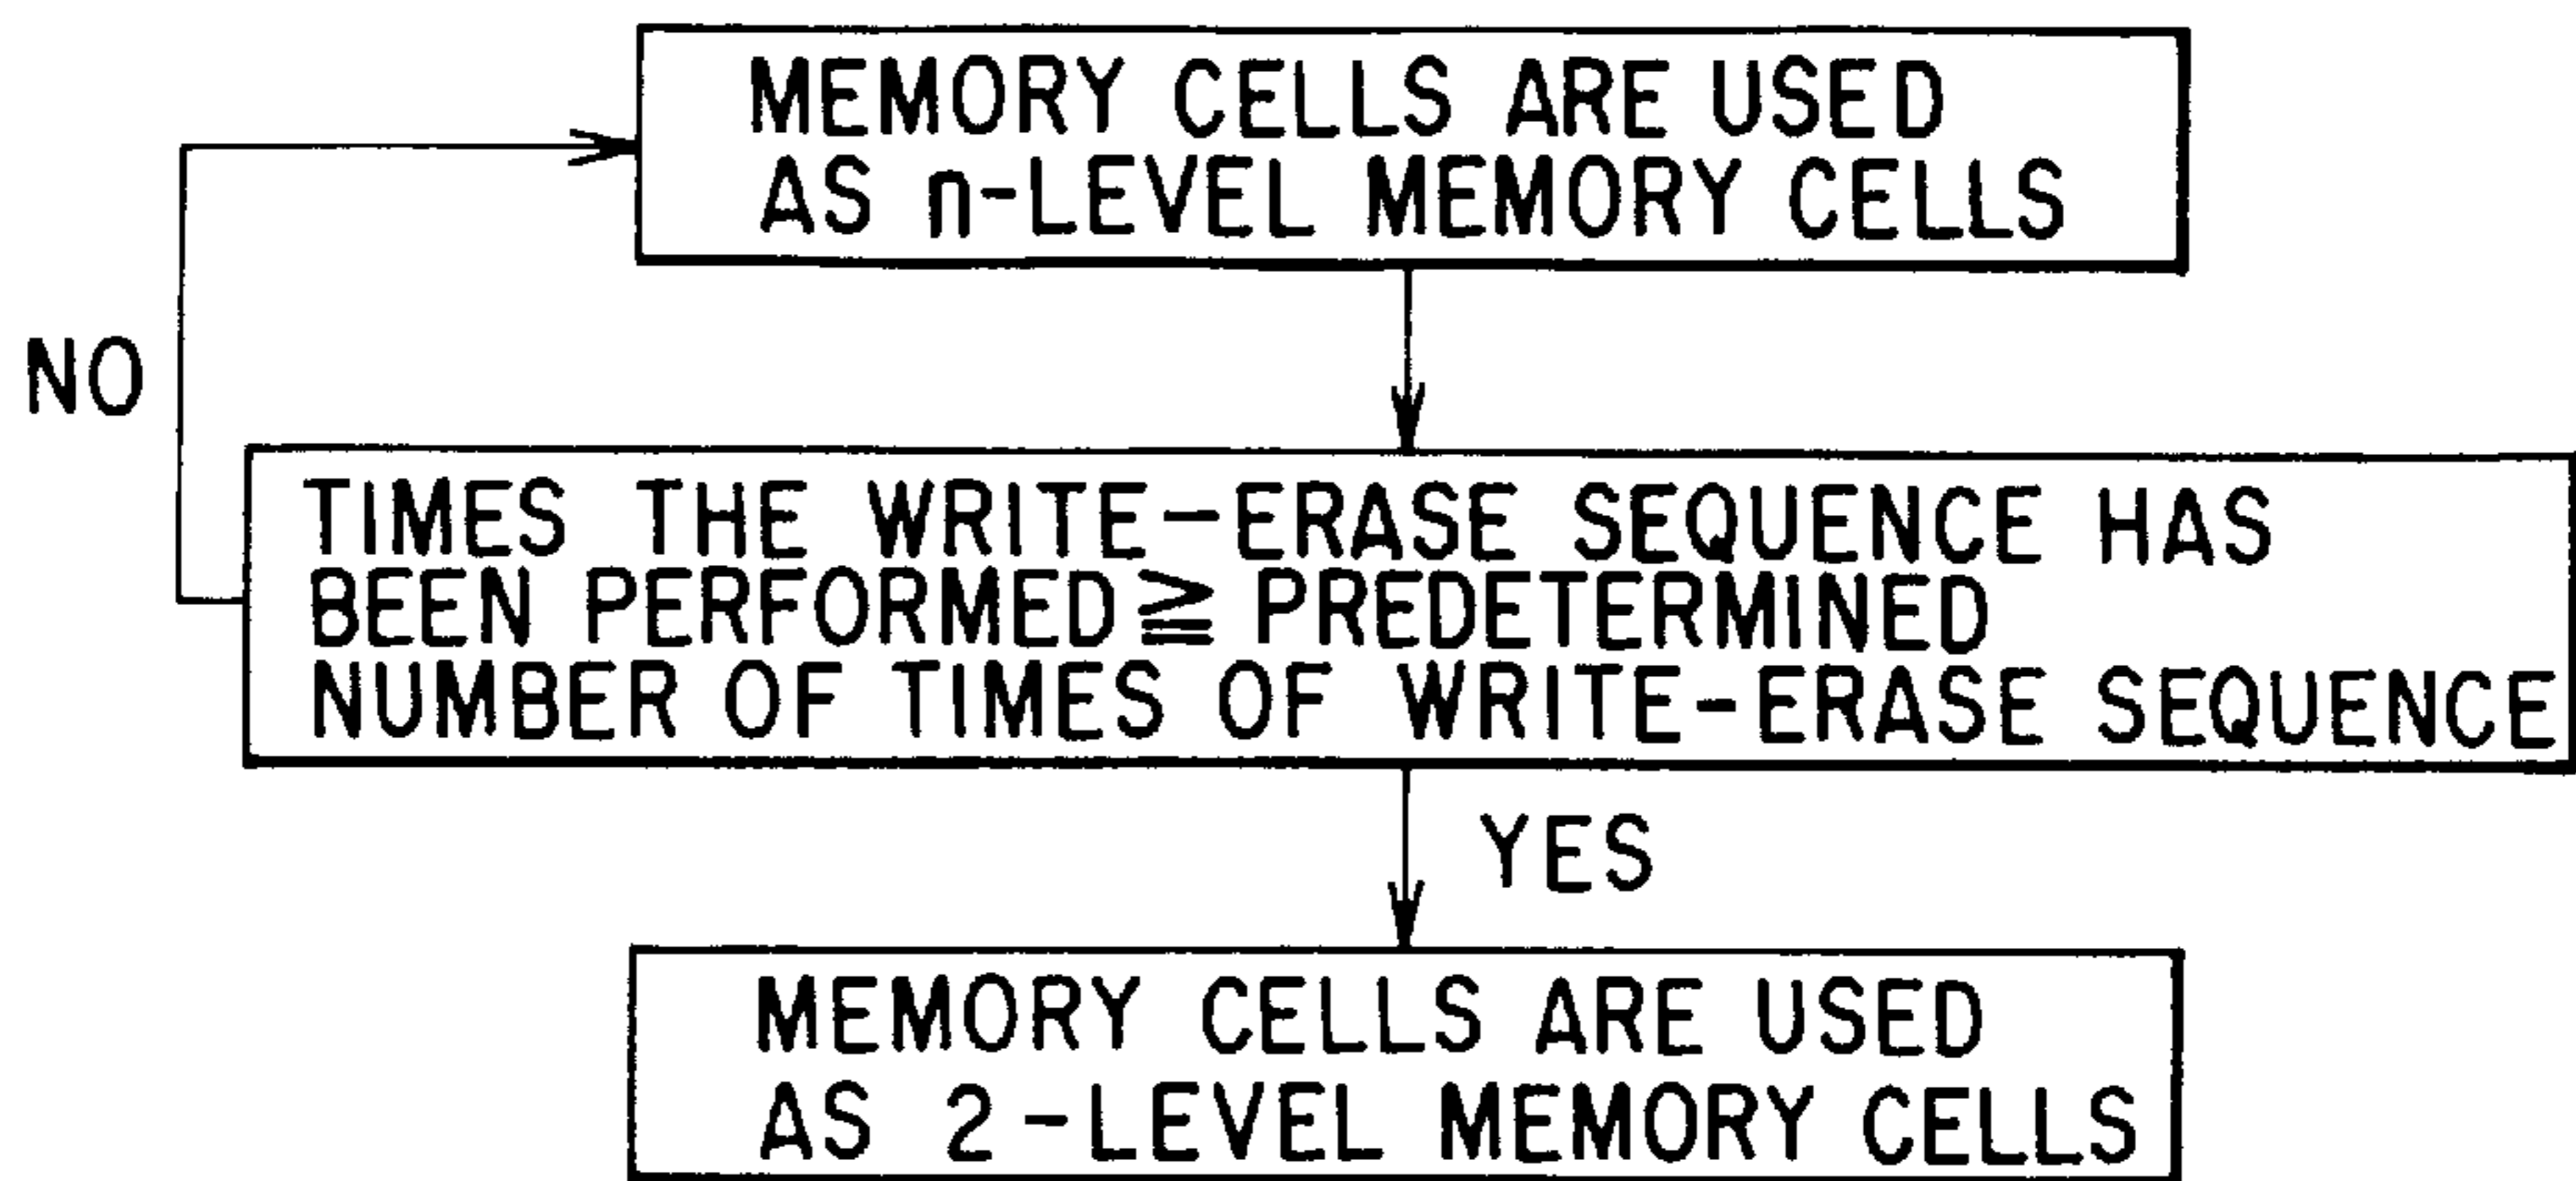 MEMORY CELLS ARE USED
AS n-LEVEL MEMORY CELLS
NO
TIMES THE WRITE-ERASE SEQUENCE HAS
BEEN PERFORMED ≧ PREDETERMINED
NUMBER OF TIMES OF WRITE-ERASE SEQUENCE
YES
MEMORY CELLS ARE USED
AS 2-LEVEL MEMORY CELLS